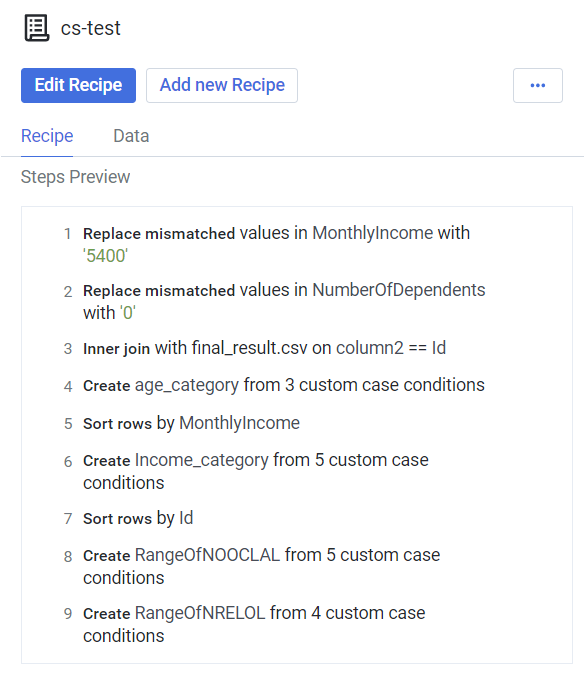 cs-test
Edit Recipe
Add new Recipe
...
Recipe
Data
Steps Preview
1 Replace mismatched values in MonthlyIncome with
'5400'
2 Replace mismatched values in NumberOfDependents
with '0'
3 Inner join with final_result.csv on column2 == Id
4 Create age_category from 3 custom case conditions
5 Sort rows by MonthlyIncome
6 Create Income_category from 5 custom case
conditions
7 Sort rows by Id
8 Create RangeOfNOOCLAL from 5 custom case
conditions
9 Create RangeOfNRELOL from 4 custom case
conditions